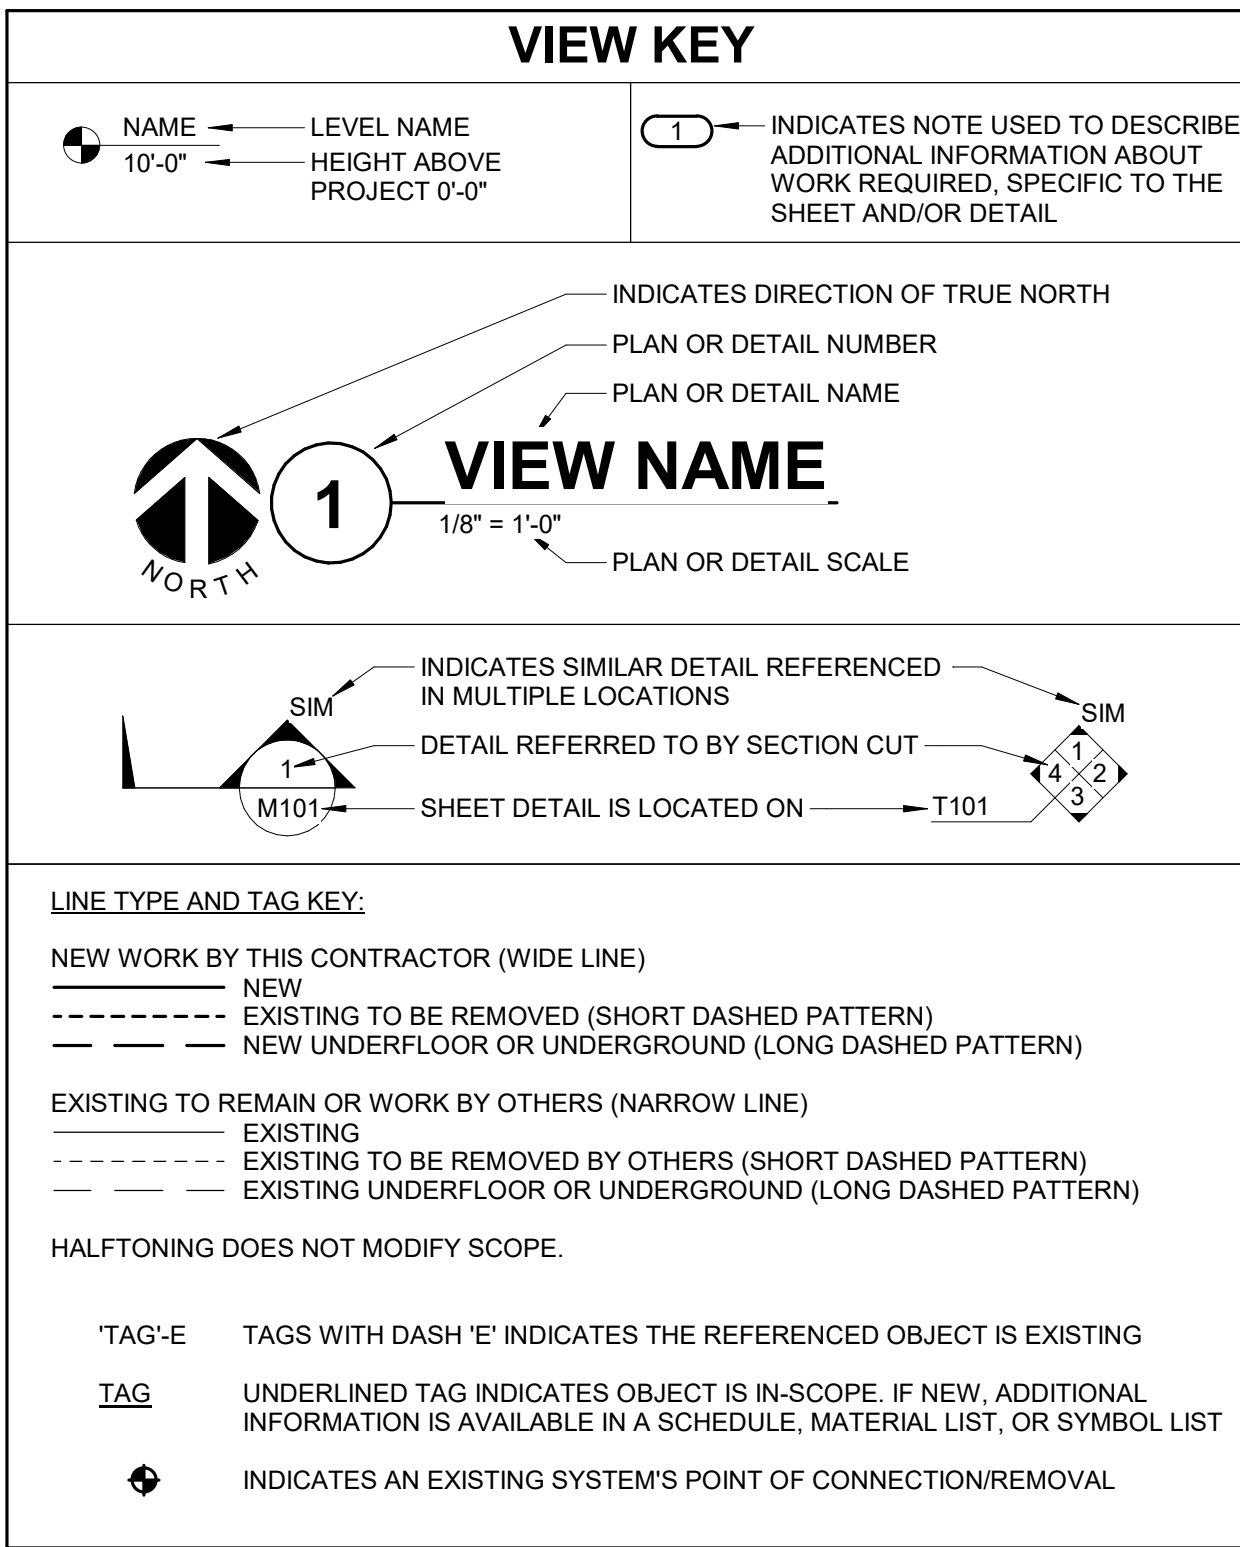 VIEW KEY
NAME
10'-0"
LEVEL NAME
HEIGHT ABOVE
PROJECT 0'-0"
1
INDICATES NOTE USED TO DESCRIBE
ADDITIONAL INFORMATION ABOUT
WORK REQUIRED, SPECIFIC TO THE
SHEET AND/OR DETAIL
INDICATES DIRECTION OF TRUE NORTH
PLAN OR DETAIL NUMBER
PLAN OR DETAIL NAME
NORTH
1
VIEW NAME
1/8" = 1'-0"
PLAN OR DETAIL SCALE
SIM
1
M101
INDICATES SIMILAR DETAIL REFERENCED
IN MULTIPLE LOCATIONS
DETAIL REFERRED TO BY SECTION CUT
SHEET DETAIL IS LOCATED ON
SIM
1
4 2
3
T101
LINE TYPE AND TAG KEY:
NEW WORK BY THIS CONTRACTOR (WIDE LINE)
NEW
EXISTING TO BE REMOVED (SHORT DASHED PATTERN)
NEW UNDERFLOOR OR UNDERGROUND (LONG DASHED PATTERN)
EXISTING TO REMAIN OR WORK BY OTHERS (NARROW LINE)
EXISTING
EXISTING TO BE REMOVED BY OTHERS (SHORT DASHED PATTERN)
EXISTING UNDERFLOOR OR UNDERGROUND (LONG DASHED PATTERN)
HALFTONING DOES NOT MODIFY SCOPE.
'TAG'-E TAGS WITH DASH 'E' INDICATES THE REFERENCED OBJECT IS EXISTING
TAG UNDERLINED TAG INDICATES OBJECT IS IN-SCOPE. IF NEW, ADDITIONAL
INFORMATION IS AVAILABLE IN A SCHEDULE, MATERIAL LIST, OR SYMBOL LIST
INDICATES AN EXISTING SYSTEM'S POINT OF CONNECTION/REMOVAL